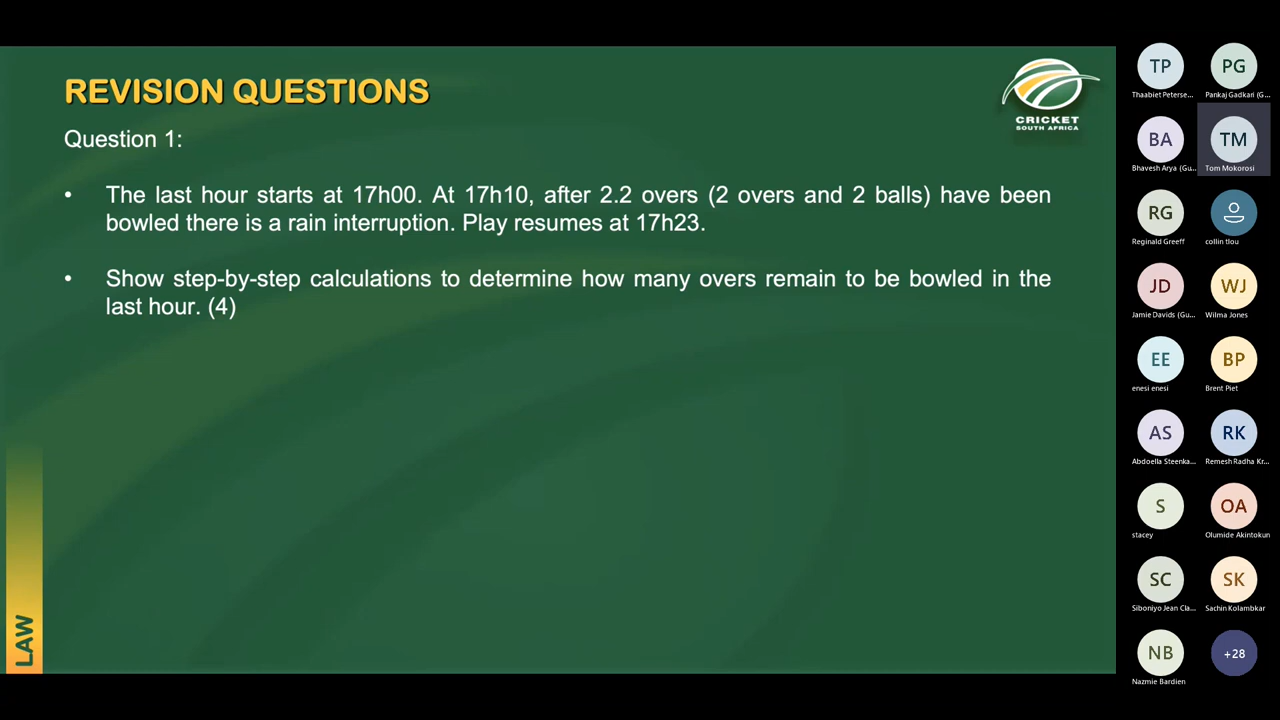 REVISION QUESTIONS
CRICKET
SOUTH AFRICA
Question 1:
• The last hour starts at 17h00. At 17h10, after 2.2 overs (2 overs and 2 balls) have been
bowled there is a rain interruption. Play resumes at 17h23.
• Show step-by-step calculations to determine how many overs remain to be bowled in the
last hour. (4)
LAW
TP
PG
Thaabiet Peterse...
Pankaj Gadkari (G...
BA
TM
Bhavesh Arya (Gu...
Tom Mokorosi
RG
Reginald Greeff
collin tlou
JD
WJ
Jamie Davids (Gu...
Wilma Jones
EE
BP
enesi enesi
Brent Piet
AS
RK
Abdoella Steenka...
Remesh Radha Kr...
S
OA
stacey
Olumide Akintokun
SC
SK
Siboniyo Jean Cla...
Sachin Kolambkar
NB
+28
Nazmie Bardien